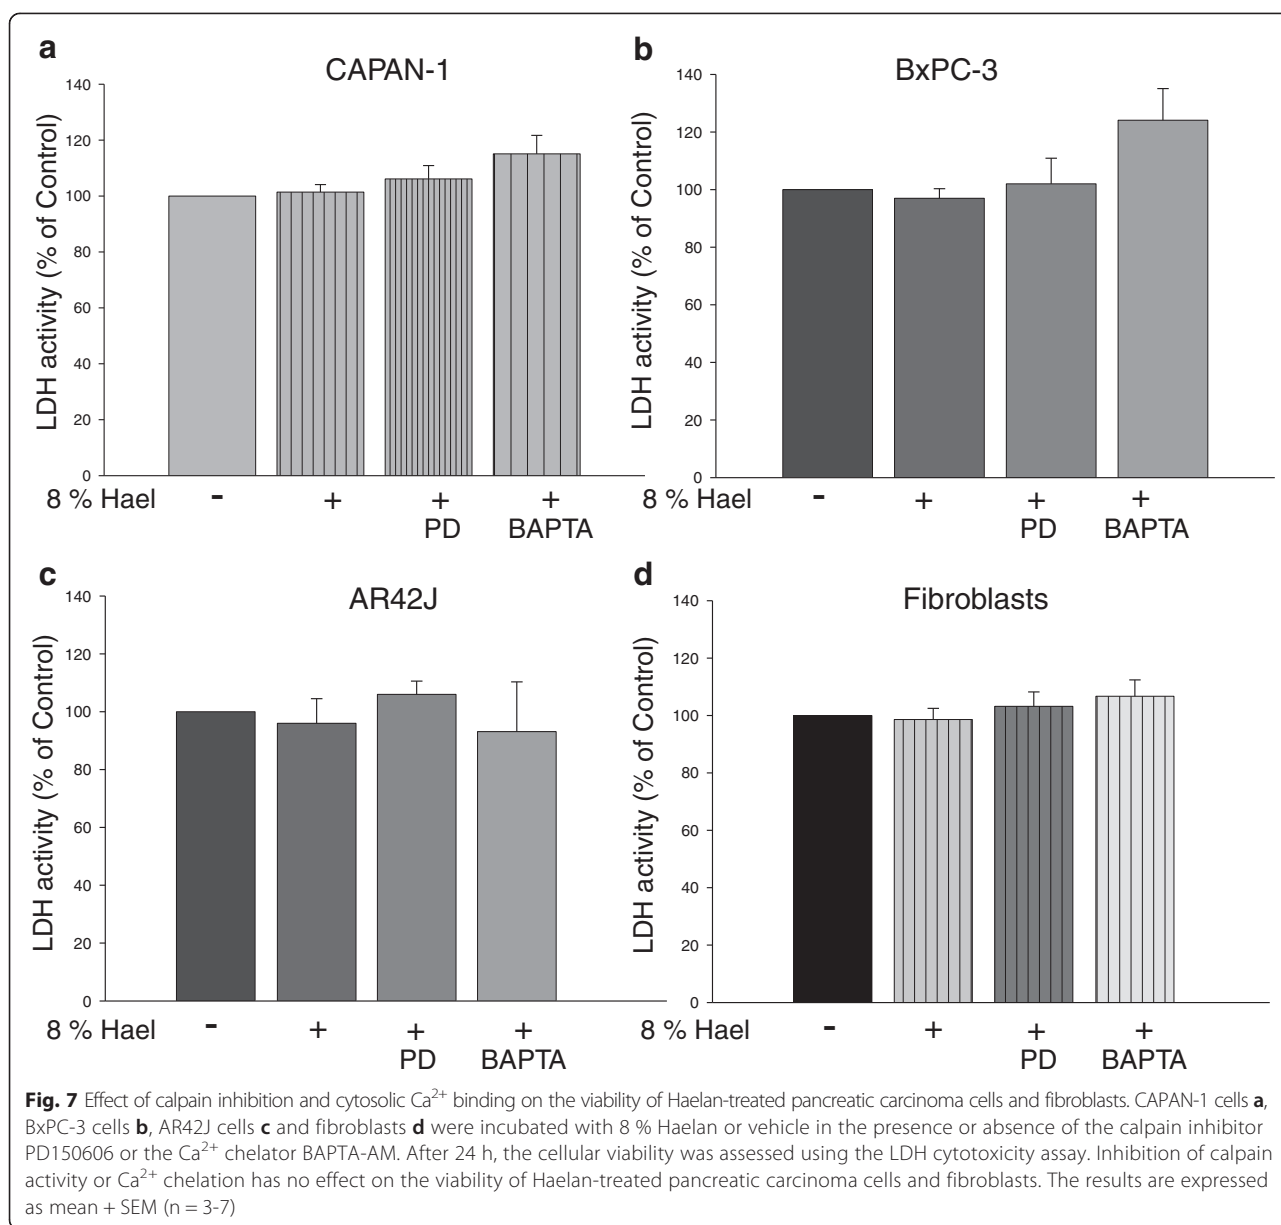 a
CAPAN-1
LDH activity (% of Control)
140
120
100
80
60
40
20
0
8 % Hael - + + +
PD BAPTA
b
BxPC-3
LDH activity (% of Control)
140
120
100
80
60
40
20
0
8 % Hael - + + +
PD BAPTA
c
AR42J
LDH activity (% of Control)
140
120
100
80
60
40
20
0
8 % Hael - + + +
PD BAPTA
d
Fibroblasts
LDH activity (% of Control)
140
120
100
80
60
40
20
0
8 % Hael - + + +
PD BAPTA
Fig. 7 Effect of calpain inhibition and cytosolic Ca²⁺ binding on the viability of Haelan-treated pancreatic carcinoma cells and fibroblasts. CAPAN-1 cells a,
BxPC-3 cells b, AR42J cells c and fibroblasts d were incubated with 8 % Haelan or vehicle in the presence or absence of the calpain inhibitor
PD150606 or the Ca²⁺ chelator BAPTA-AM. After 24 h, the cellular viability was assessed using the LDH cytotoxicity assay. Inhibition of calpain
activity or Ca²⁺ chelation has no effect on the viability of Haelan-treated pancreatic carcinoma cells and fibroblasts. The results are expressed
as mean + SEM (n = 3-7)